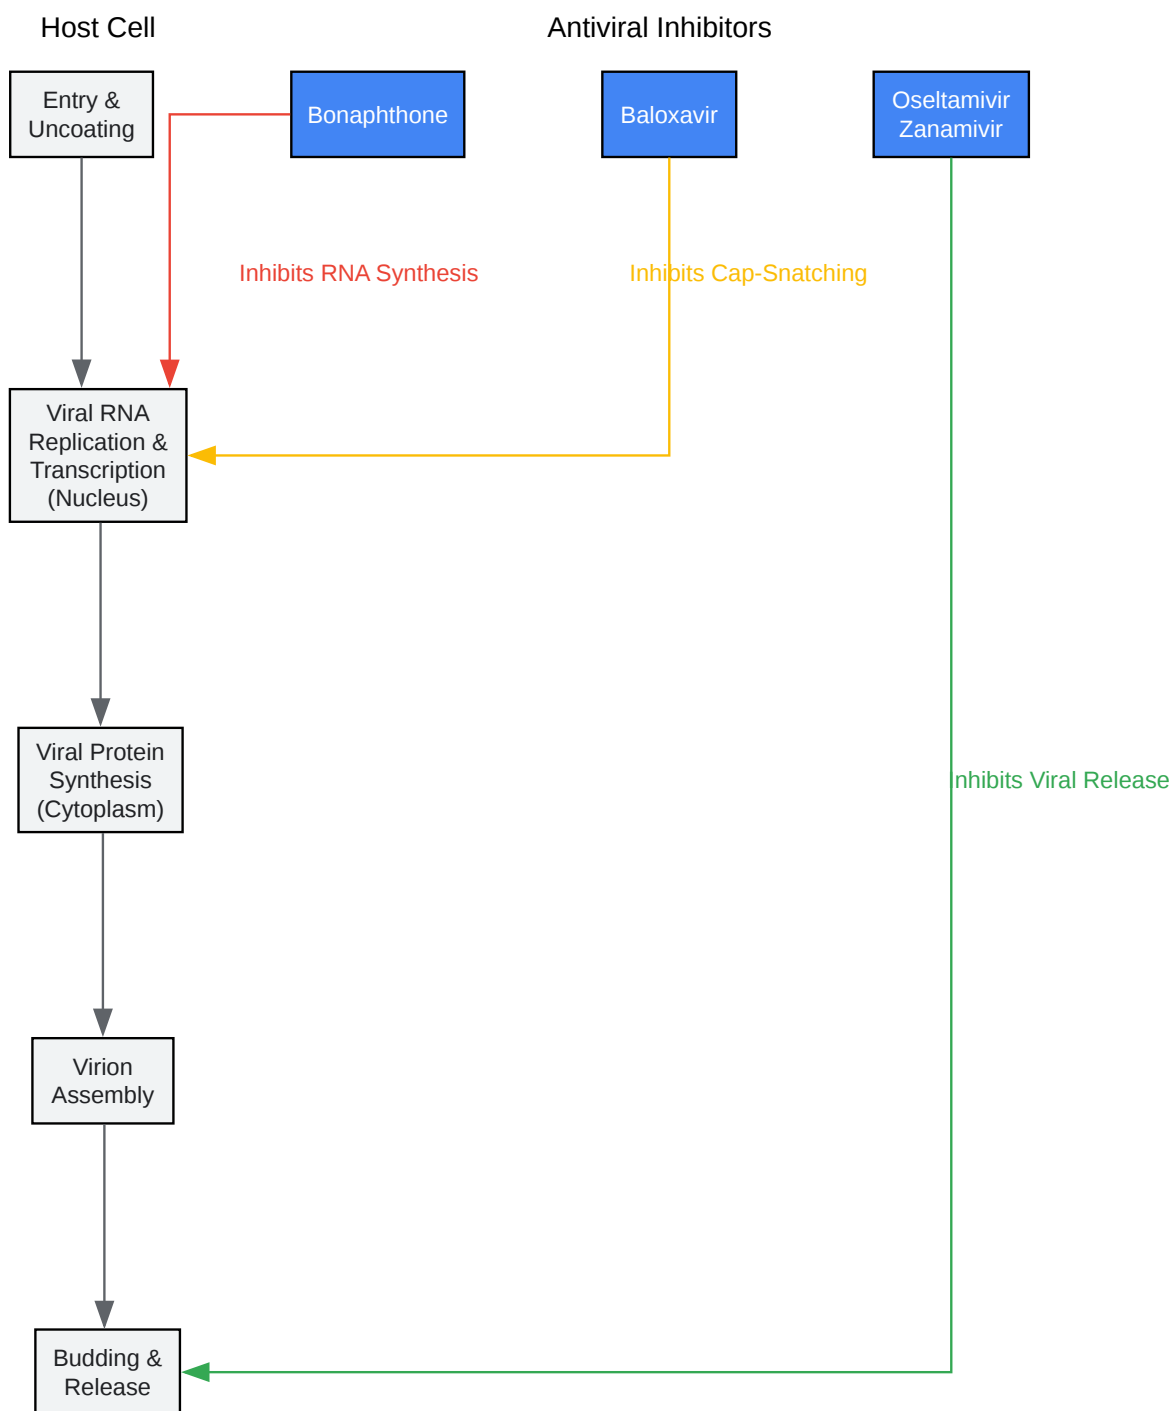 Host Cell
Antiviral Inhibitors
Entry &
Uncoating
Bonaphthone
Baloxavir
Oseltamivir
Zanamivir
Inhibits RNA Synthesis
Inhibits Cap-Snatching
Viral RNA
Replication &
Transcription
(Nucleus)
Viral Protein
Synthesis
(Cytoplasm)
Inhibits Viral Release
Virion
Assembly
Budding &
Release